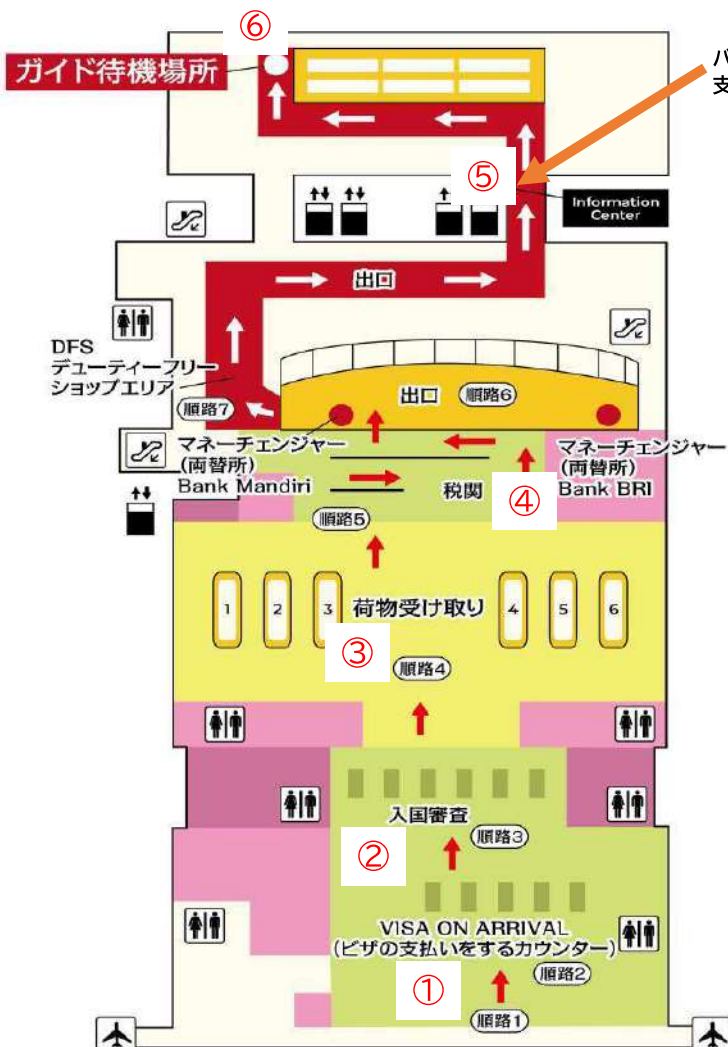 ⑥
ガイド待機場所
バ
支
⑤
Information
Center
出口
DFS
デューティーフリー
ショップエリア
順路7
出口
順路6
マネーチェンジャー
(両替所)
Bank Mandiri
マネーチェンジャー
(両替所)
Bank BRI
税関
④
順路5
1
2
3
荷物受け取り
4
5
6
③
順路4
入国審査
順路3
②
VISA ON ARRIVAL
(ビザの支払いをするカウンター)
順路2
①
順路1